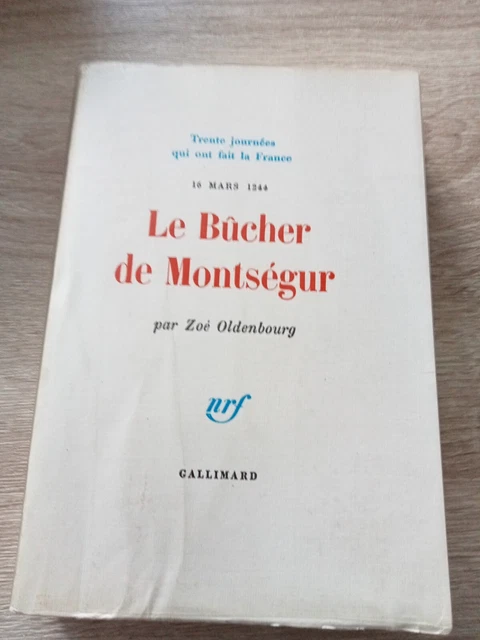 Trente journées
qui ont fait la France
16 MARS 1244
Le Bûcher
de Montségur
par Zoé Oldenbourg
nrf
GALLIMARD